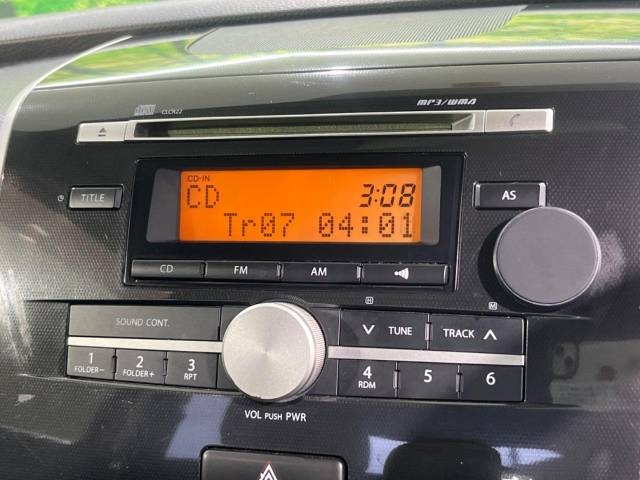 CLCR22 MP3/WMA
CD-IN
CD 3:08
Tr07 04:01
TITLE
AS
CD FM AM
H M
SOUND CONT.
TUNE TRACK
1 FOLDER-
2 FOLDER+
3 RPT
4 RDM
5
6
VOL PUSH PWR